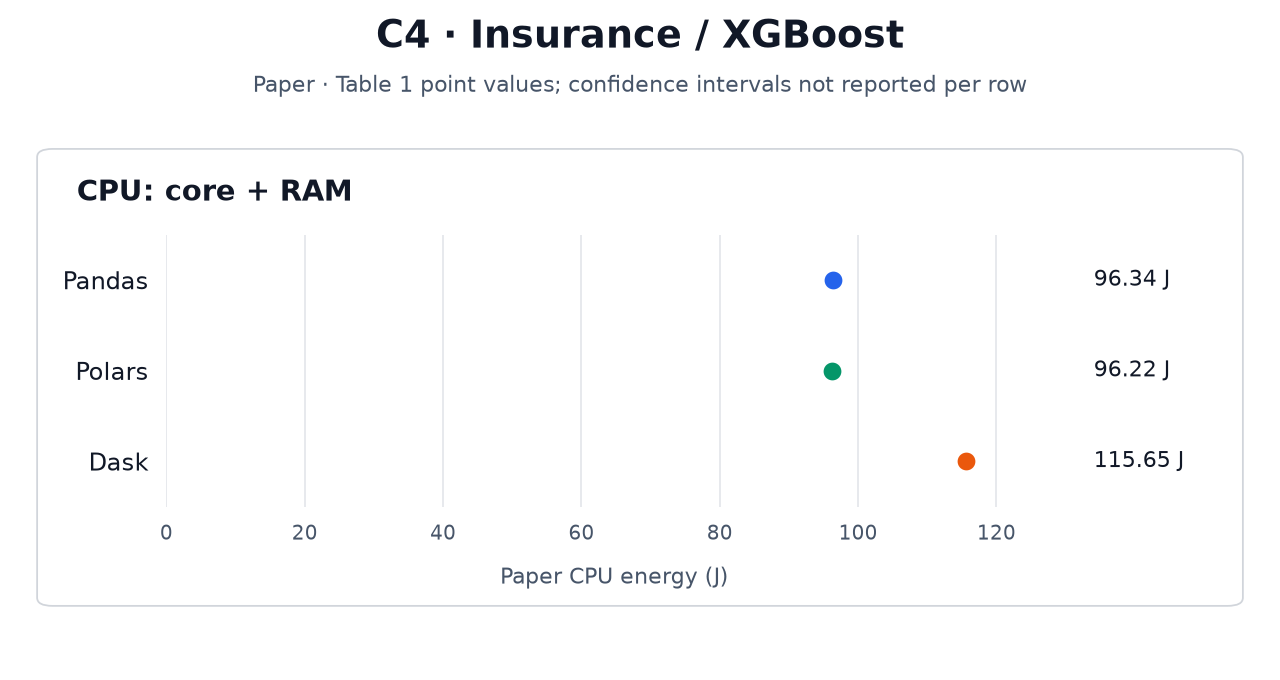 C4 · Insurance / XGBoost
Paper · Table 1 point values; confidence intervals not reported per row
CPU: core + RAM
Pandas 96.34 J
Polars 96.22 J
Dask 115.65 J
0 20 40 60 80 100 120
Paper CPU energy (J)